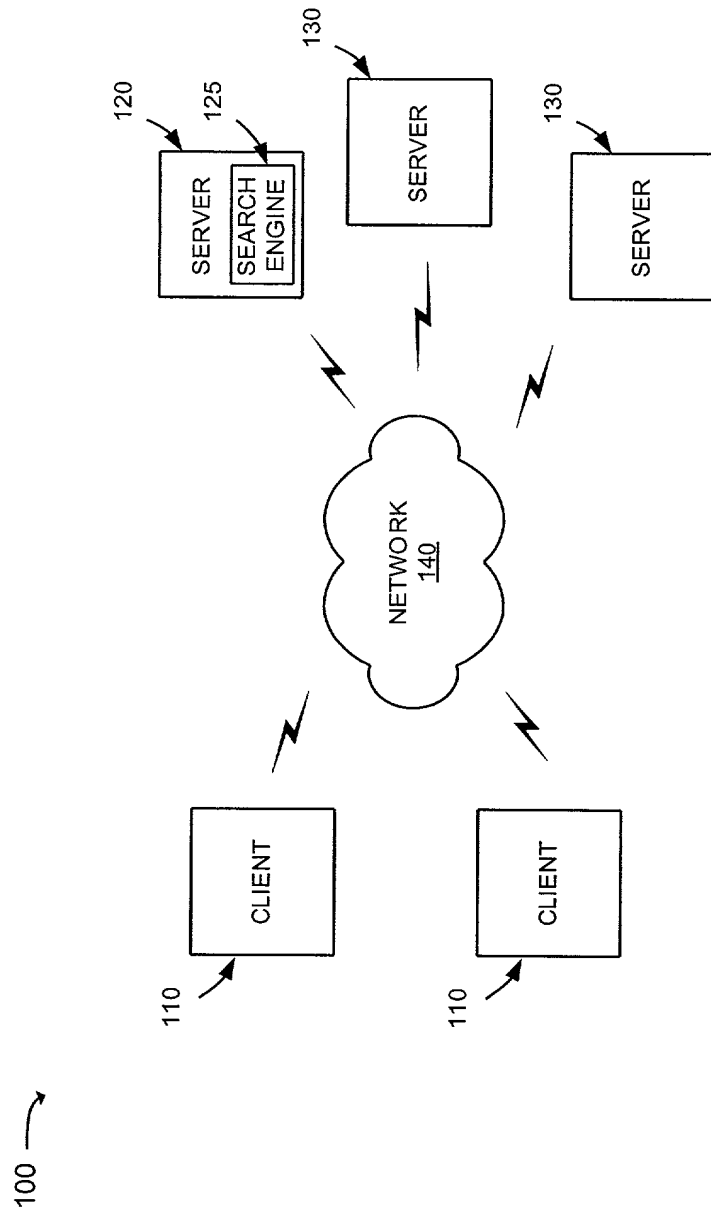 100
110
CLIENT
110
CLIENT
NETWORK
140
120
125
SERVER
SEARCH
ENGINE
130
SERVER
130
SERVER